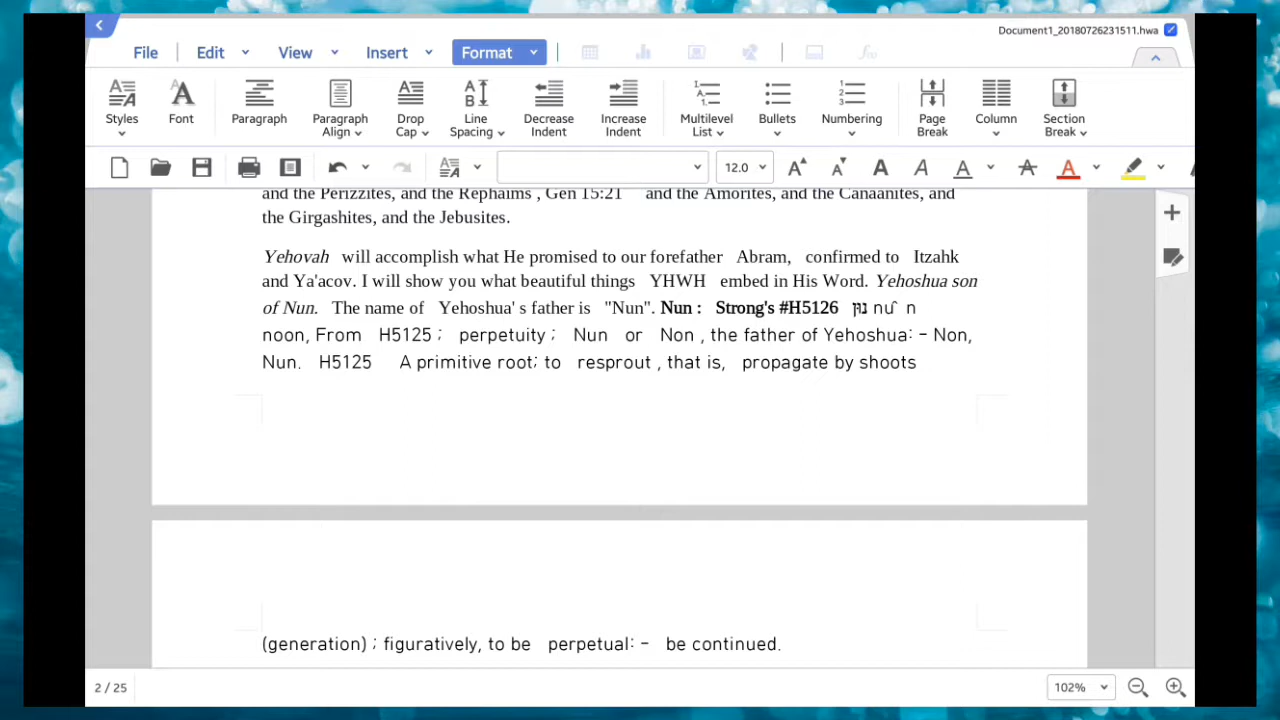 Document1_20180726231511.hwa
File Edit View Insert Format
Styles Font Paragraph Paragraph Align Drop Cap Line Spacing Decrease Indent Increase Indent Multilevel List Bullets Numbering Page Break Column Section Break
12.0
and the Perizzites, and the Rephaims , Gen 15:21 and the Amorites, and the Canaanites, and
the Girgashites, and the Jebusites.
Yehovah will accomplish what He promised to our forefather Abram, confirmed to Itzahk
and Ya'acov. I will show you what beautiful things YHWH embed in His Word. Yehoshua son
of Nun. The name of Yehoshua' s father is "Nun". Nun : Strong's #H5126 נוּן nu n
noon, From H5125 ; perpetuity ; Nun or Non , the father of Yehoshua: - Non,
Nun. H5125 A primitive root; to resprout , that is, propagate by shoots
(generation) ; figuratively, to be perpetual: - be continued.
2 / 25
102%